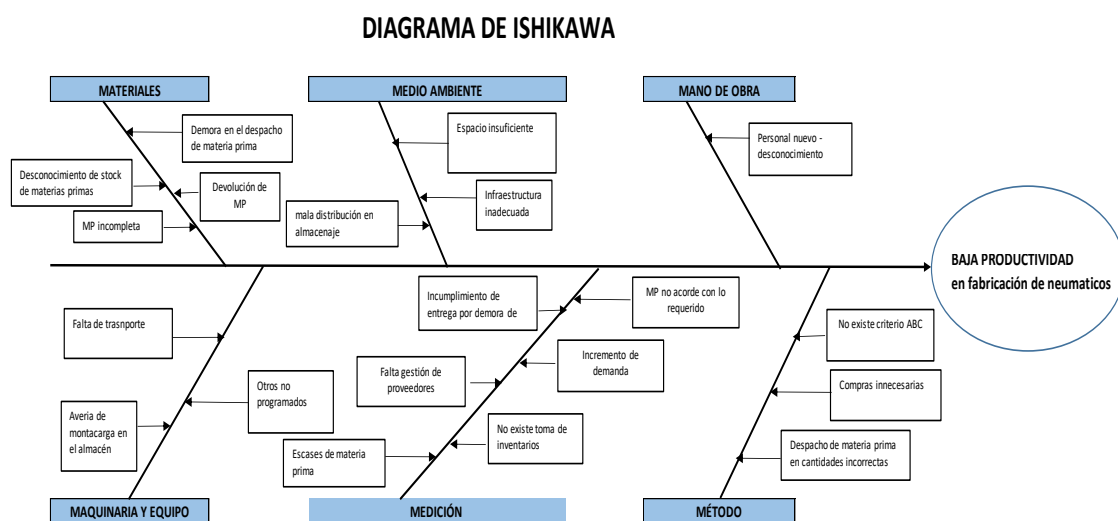 DIAGRAMA DE ISHIKAWA
MATERIALES
MEDIO AMBIENTE
MANO DE OBRA
Demora en el despacho
de materia prima
Desconocimiento de stock
de materias primas
Devolución de
MP
MP incompleta
Espacio insuficiente
Infraestructura
inadecuada
mala distribución en
almacenaje
Personal nuevo -
desconocimiento
BAJA PRODUCTIVIDAD
en fabricación de neumaticos
Falta de trasnporte
Otros no
programados
Averia de
montacarga en
el almacén
Incumplimiento de
entrega por demora de
MP no acorde con lo
requerido
Incremento de
demanda
Falta gestión de
proveedores
No existe toma de
inventarios
Escases de materia
prima
No existe criterio ABC
Compras innecesarias
Despacho de materia prima
en cantidades incorrectas
MAQUINARIA Y EQUIPO
MEDICIÓN
MÉTODO